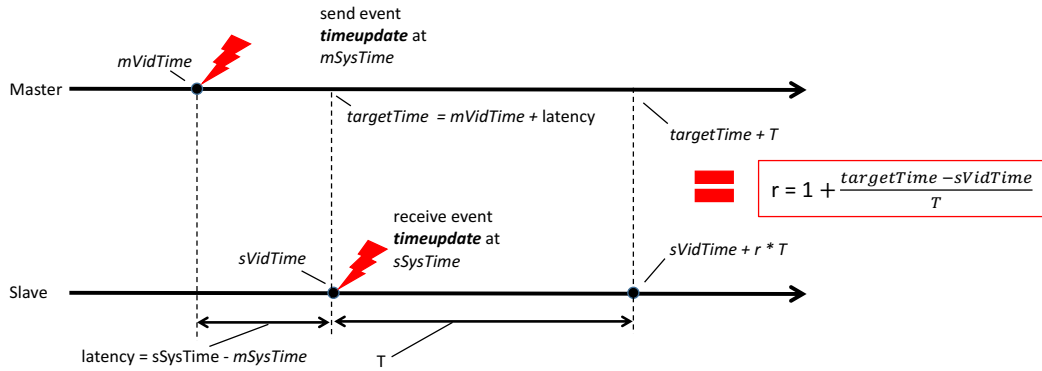 send event
timeupdate at
mSysTime
mVidTime
Master
targetTime = mVidTime + latency
targetTime + T
r = 1 + \frac{targetTime - sVidTime}{T}
receive event
timeupdate at
sSysTime
sVidTime
sVidTime + r * T
Slave
latency = sSysTime - mSysTime
T